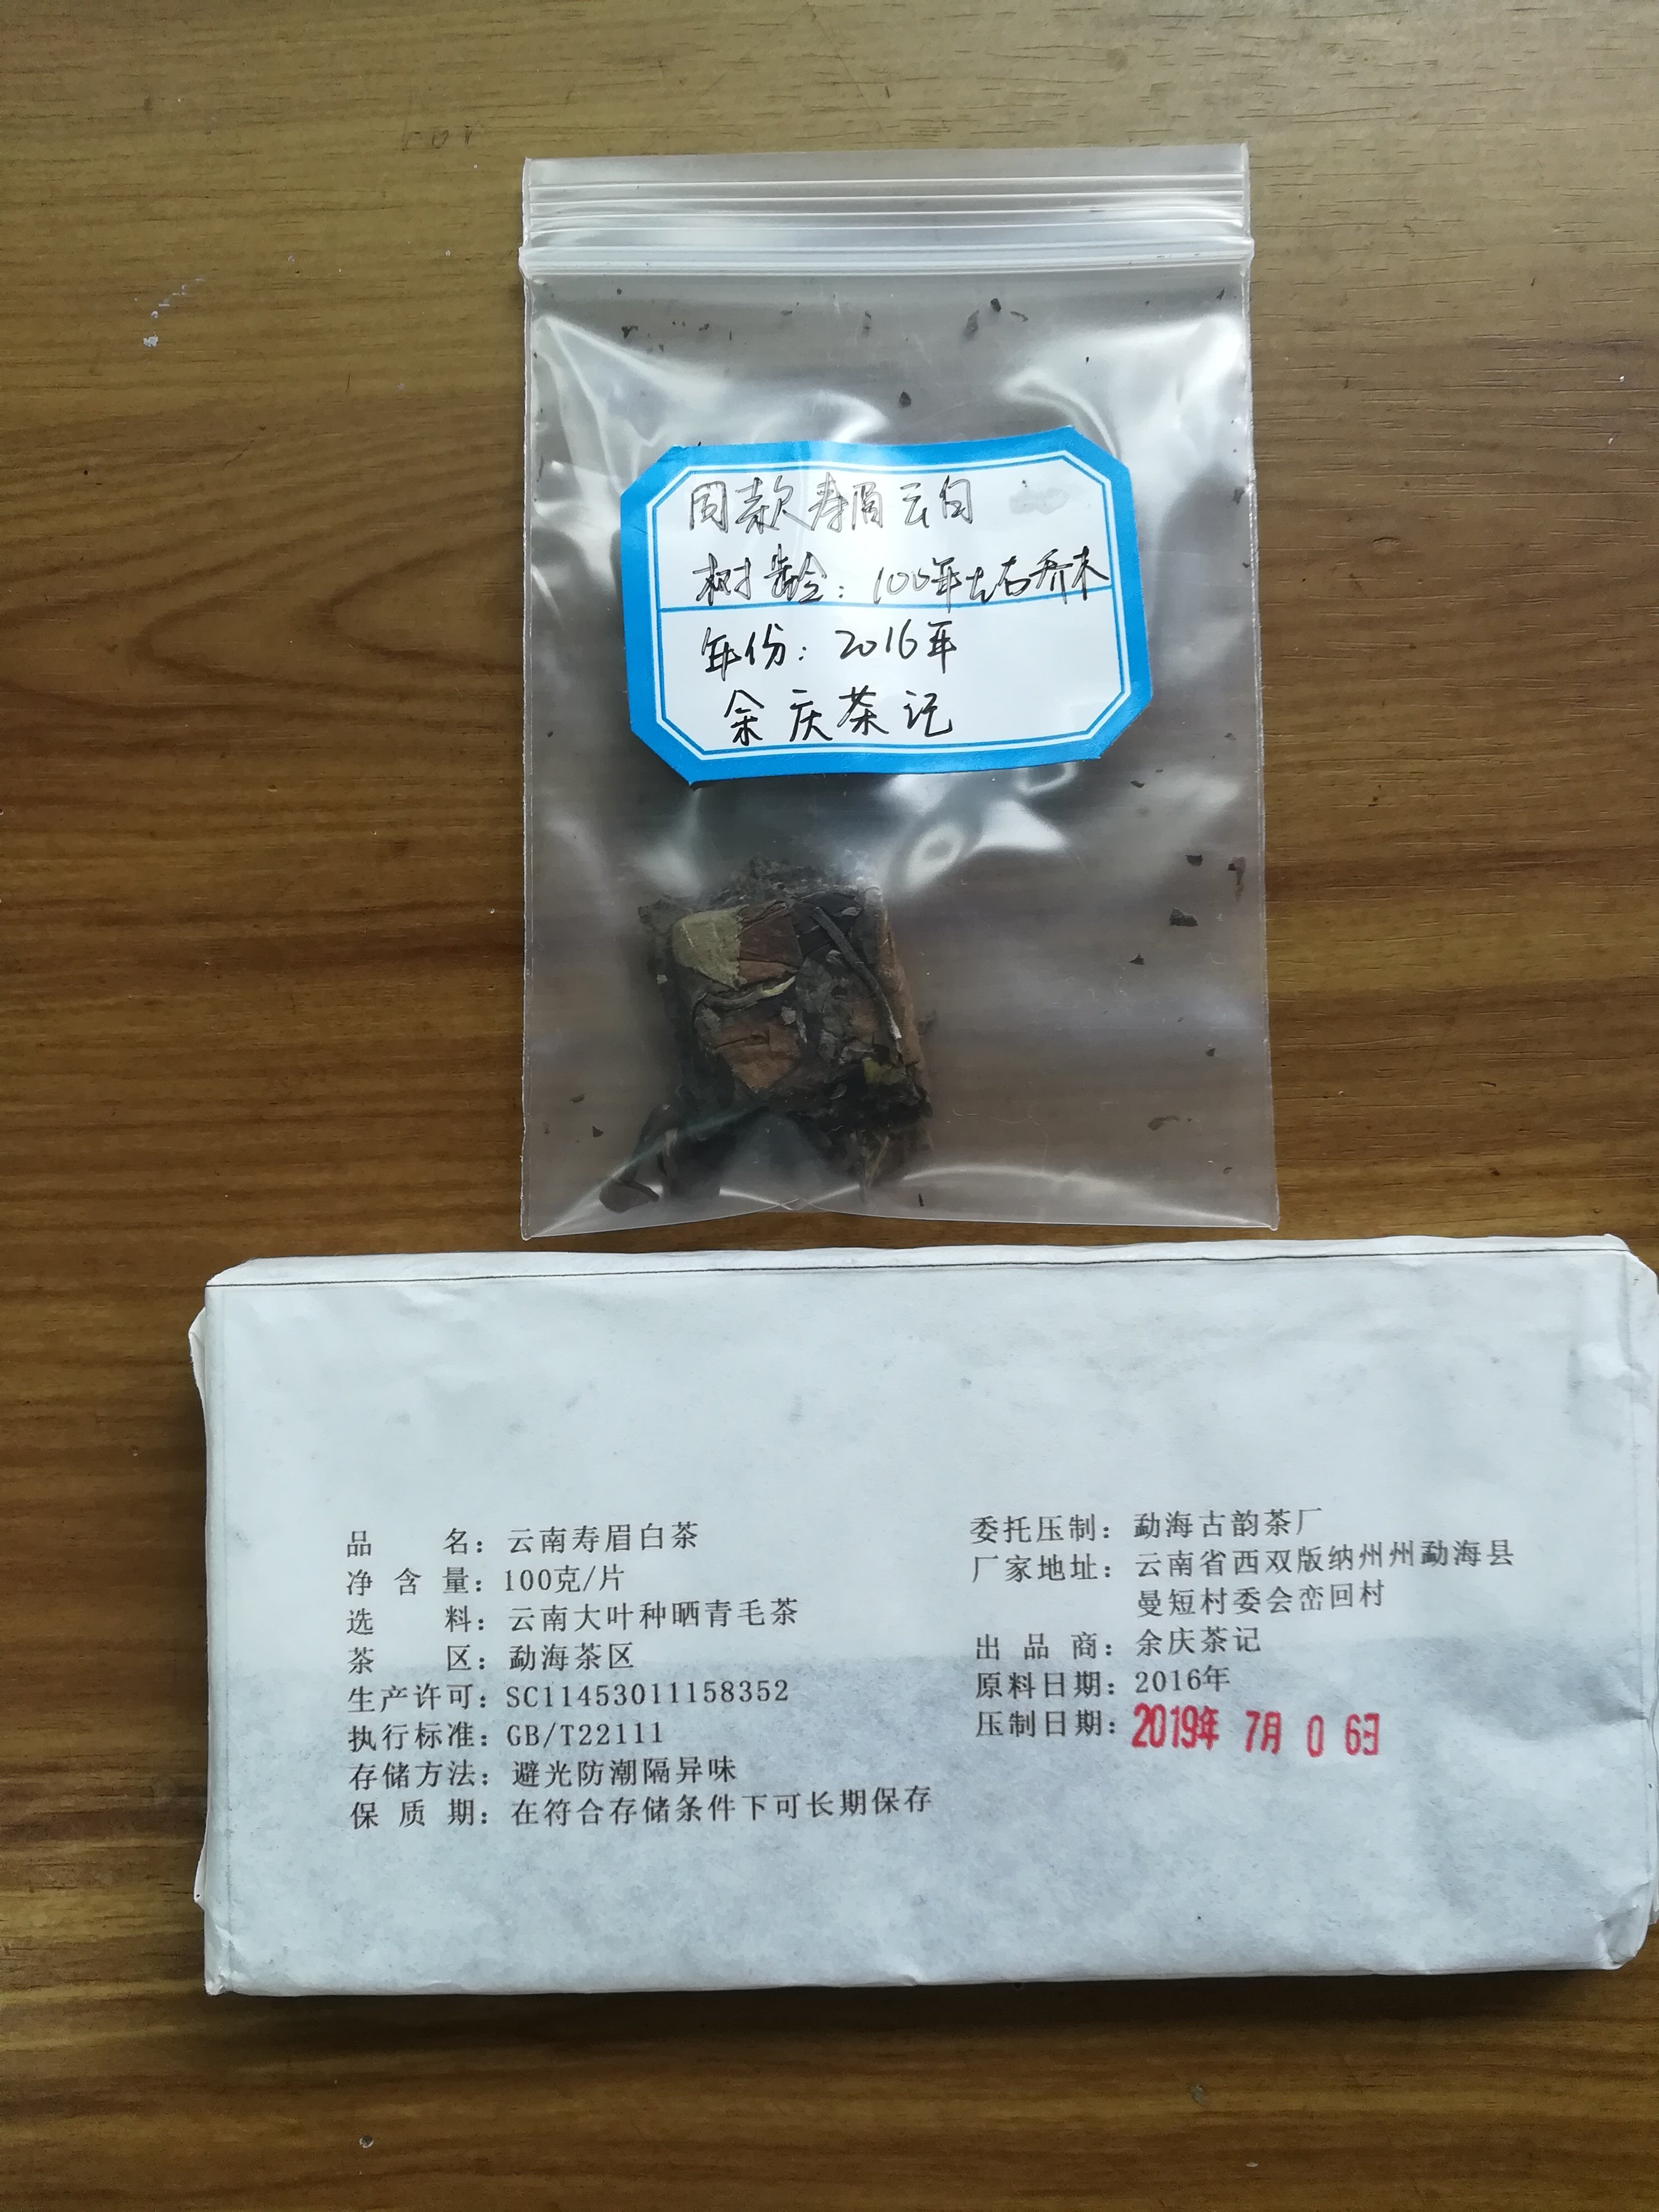 同款寿眉云白
树龄：100年左右乔木
年份：2016年
余庆茶记
品名：云南寿眉白茶
净含量：100克/片
选料：云南大叶种晒青毛茶
茶区：勐海茶区
生产许可：SC11453011158352
执行标准：GB/T22111
存储方法：避光防潮隔异味
保质期：在符合存储条件下可长期保存
委托压制：勐海古韵茶厂
厂家地址：云南省西双版纳州州勐海县
曼短村委会峦回村
出品商：余庆茶记
原料日期：2016年
压制日期：2019年 7月 0 6日